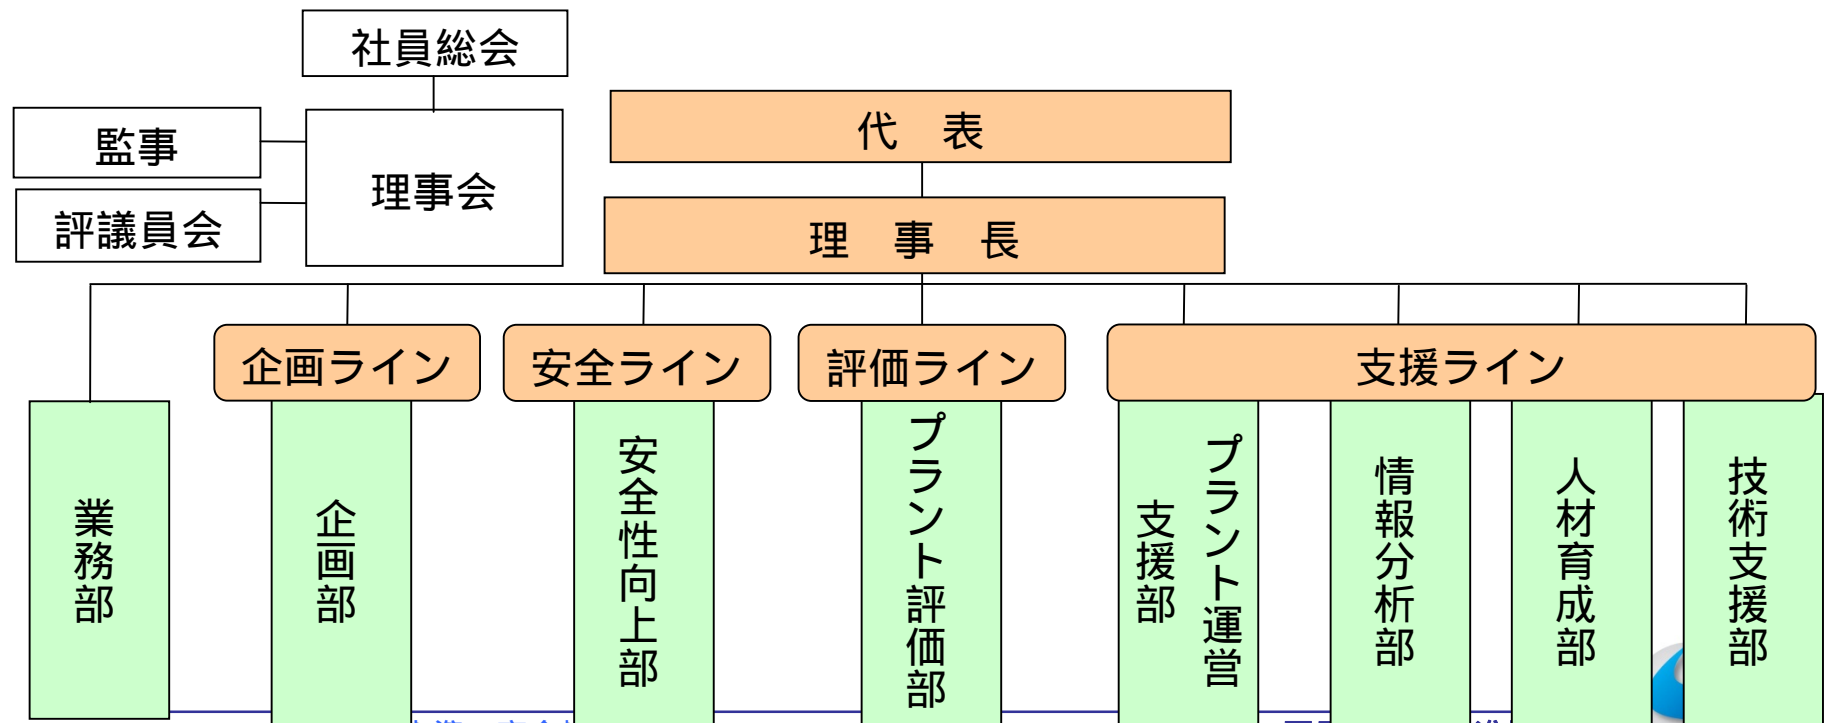 社員総会
監事
理事会
評議員会
代　表
理　事　長
企画ライン
安全ライン
評価ライン
支援ライン
業務部
企画部
安全性向上部
プラント評価部
プラント運営
支援部
情報分析部
人材育成部
技術支援部